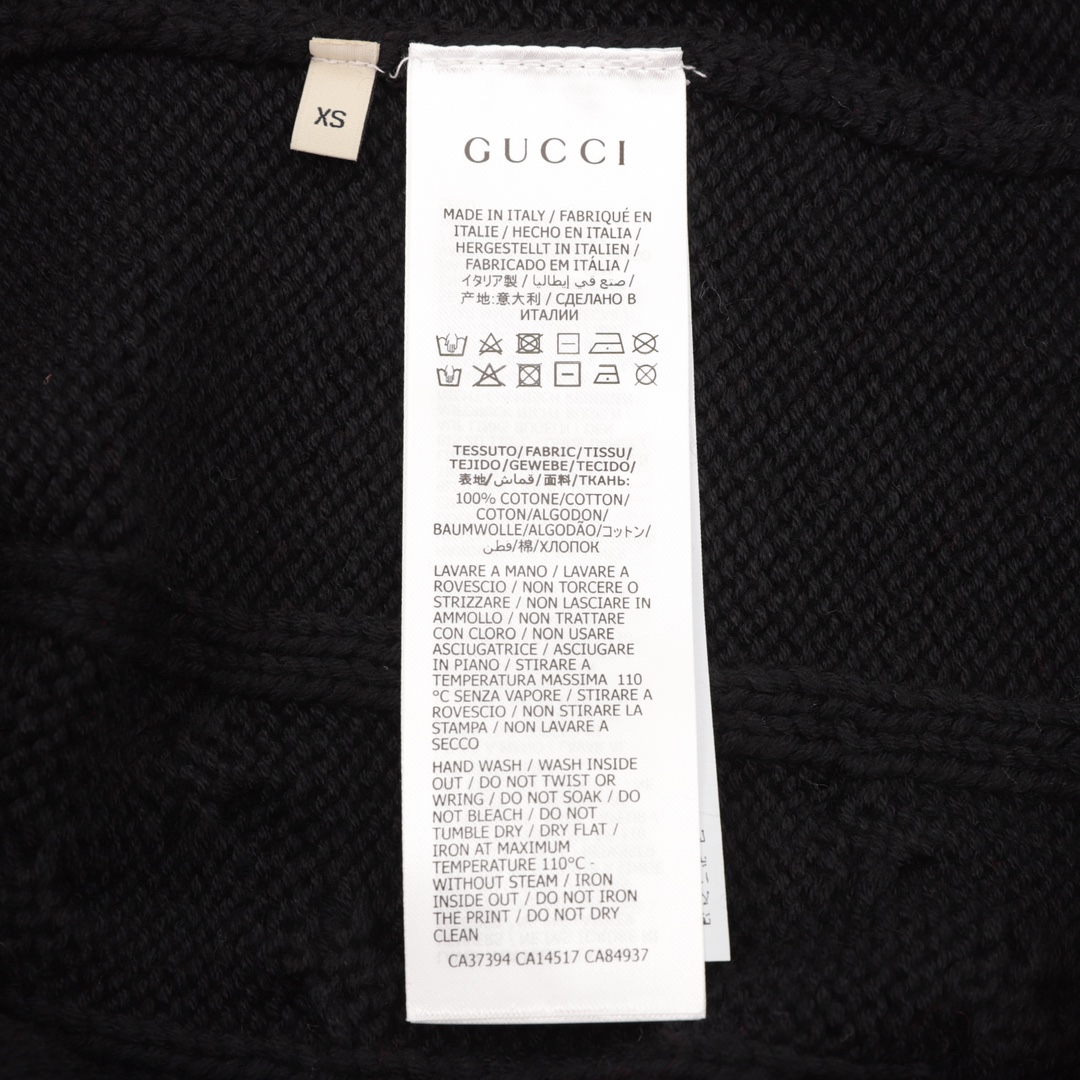 XS
GUCCI
MADE IN ITALY / FABRIQUÉ EN
ITALIE / HECHO EN ITALIA /
HERGESTELLT IN ITALIEN /
FABRICADO EM ITÁLIA /
イタリア製 / صنع في إيطاليا /
产地:意大利 / СДЕЛАНО В
ИТАЛИИ
TESSUTO/FABRIC/TISSU/
TEJIDO/GEWEBE/TECIDO/
表地/قماش/面料/ТКАНЬ:
100% COTONE/COTTON/
COTON/ALGODON/
BAUMWOLLE/ALGODÃO/コットン/
قطن/棉/ХЛОПОК
LAVARE A MANO / LAVARE A
ROVESCIO / NON TORCERE O
STRIZZARE / NON LASCIARE IN
AMMOLLO / NON TRATTARE
CON CLORO / NON USARE
ASCIUGATRICE / ASCIUGARE
IN PIANO / STIRARE A
TEMPERATURA MASSIMA 110
°C SENZA VAPORE / STIRARE A
ROVESCIO / NON STIRARE LA
STAMPA / NON LAVARE A
SECCO
HAND WASH / WASH INSIDE
OUT / DO NOT TWIST OR
WRING / DO NOT SOAK / DO
NOT BLEACH / DO NOT
TUMBLE DRY / DRY FLAT /
IRON AT MAXIMUM
TEMPERATURE 110°C -
WITHOUT STEAM / IRON
INSIDE OUT / DO NOT IRON
THE PRINT / DO NOT DRY
CLEAN
CA37394 CA14517 CA84937